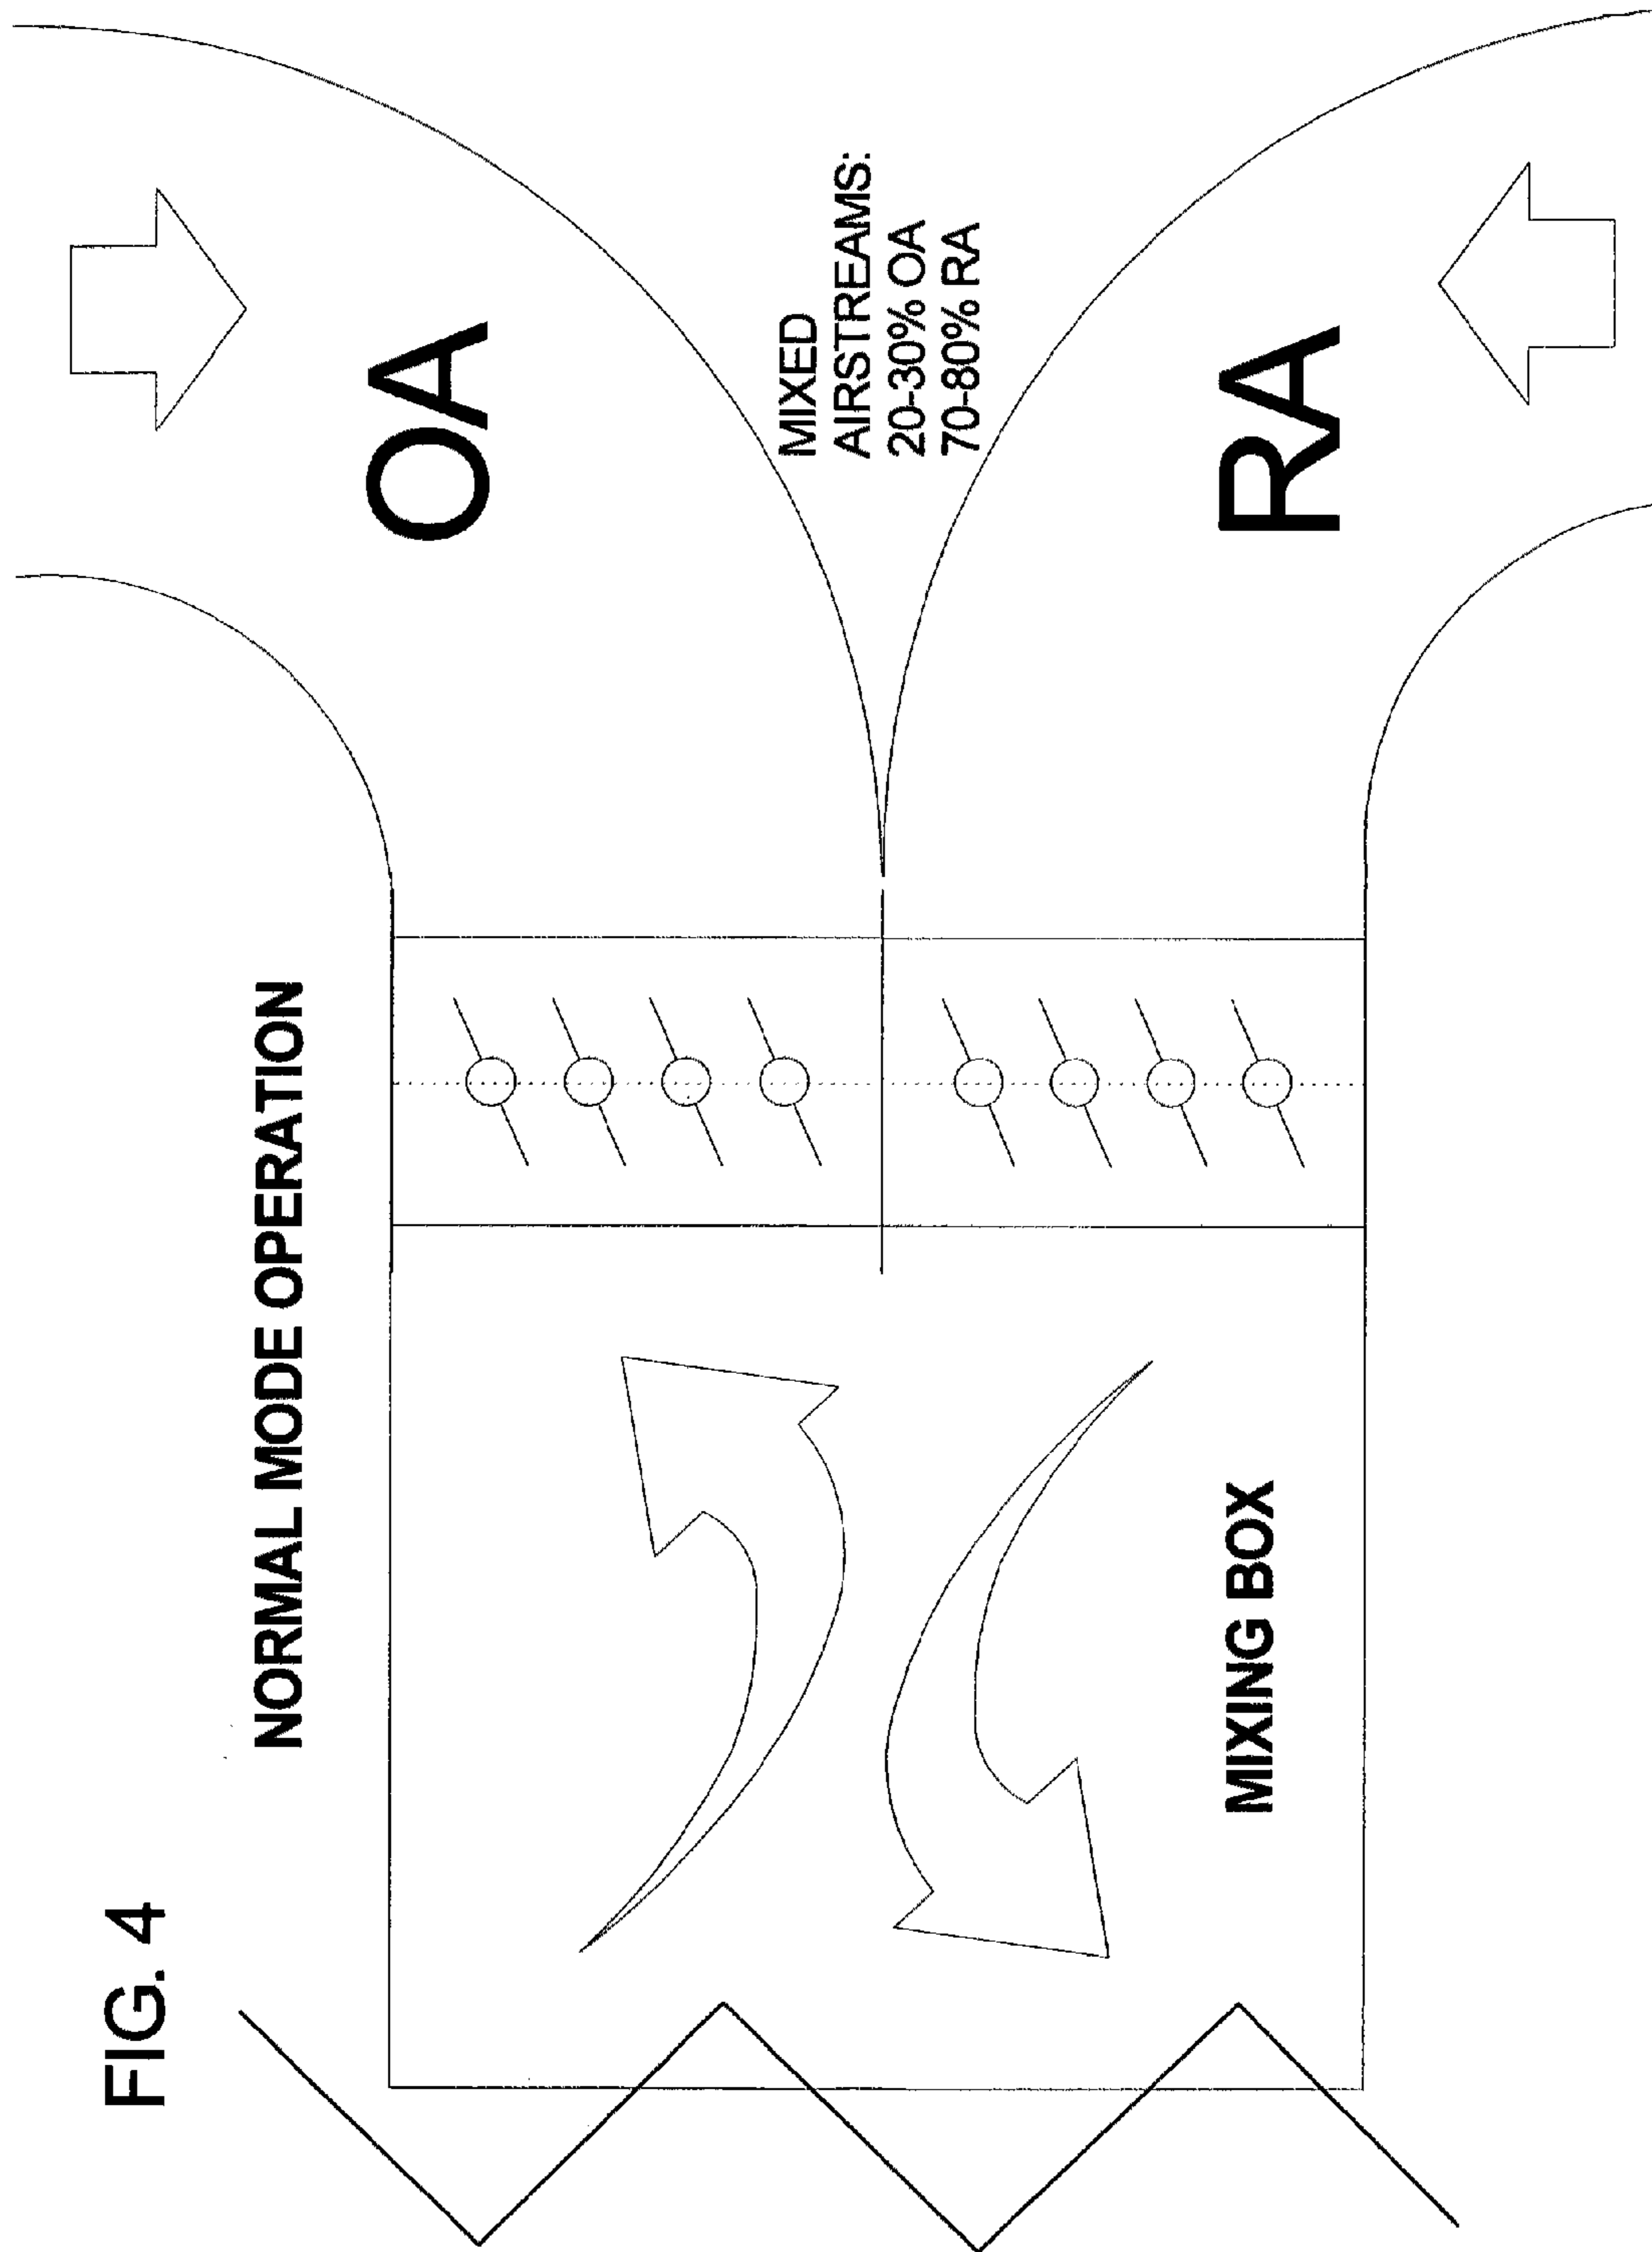 FIG. 4
NORMAL MODE OPERATION
OA
MIXED
AIRSTREAMS:
20-30% OA
70-80% RA
RA
MIXING BOX